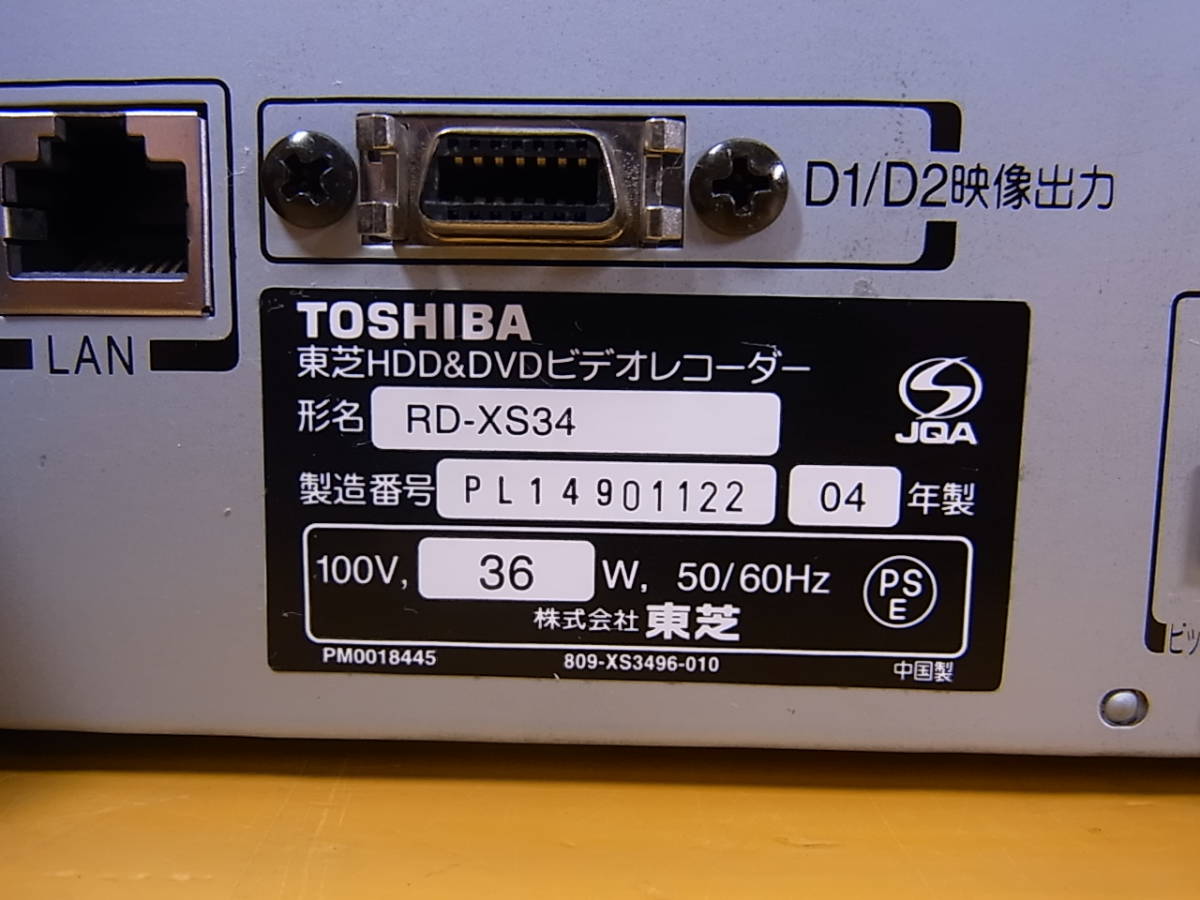 D1/D2映像出力
LAN
TOSHIBA
東芝HDD&DVDビデオレコーダー
形名 RD-XS34
JQA
製造番号 PL14901122 04 年製
100V, 36 W, 50/60Hz
PS
E
株式会社 東芝
PM0018445 809-XS3496-010 中国製